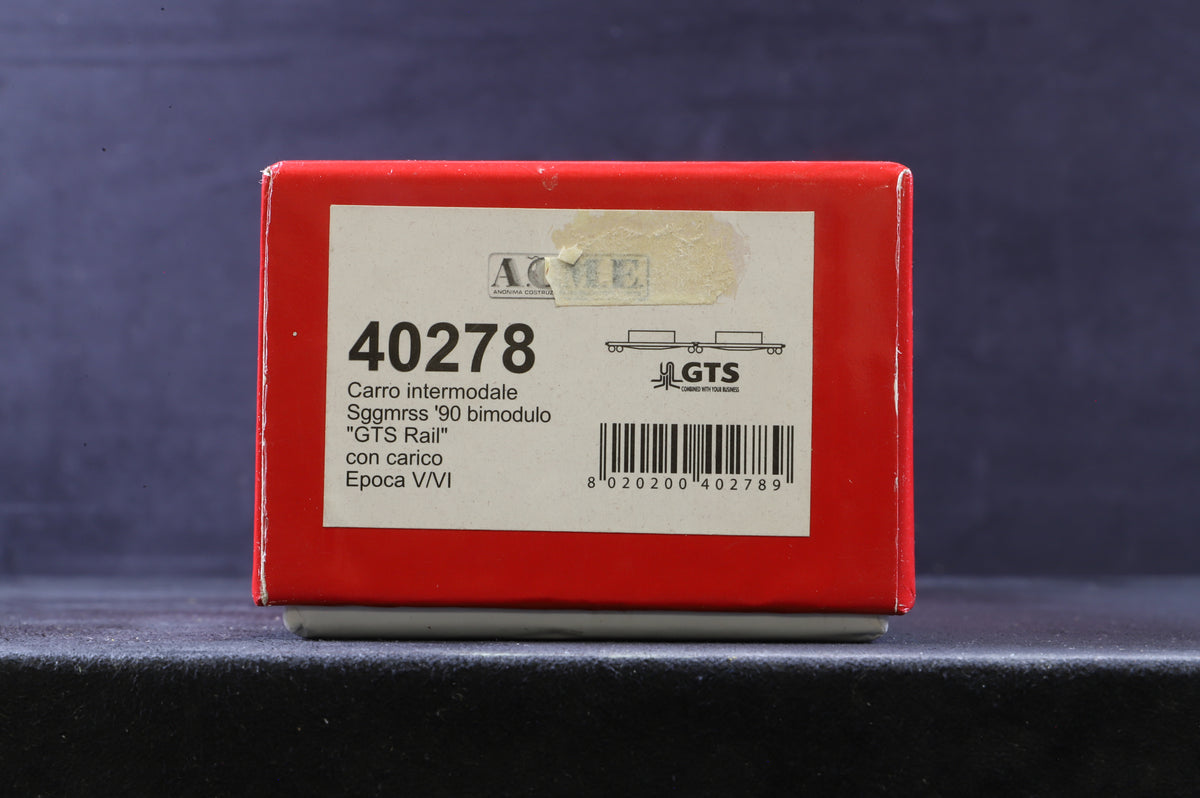 A.C.M.E.
ANONIMA
40278
Carro intermodale
Sggmrss '90 bimodulo
"GTS Rail"
con carico
Epoca V/VI
GTS
COMBINED WITH YOUR BUSINESS
8 020200 402789